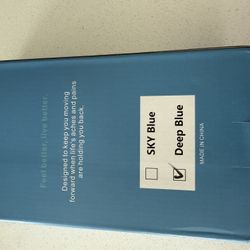 Feel better, live better.
Designed to keep you moving
forward when life's aches and pains
are holding you back.
SKY Blue
Deep Blue
MADE IN CHINA